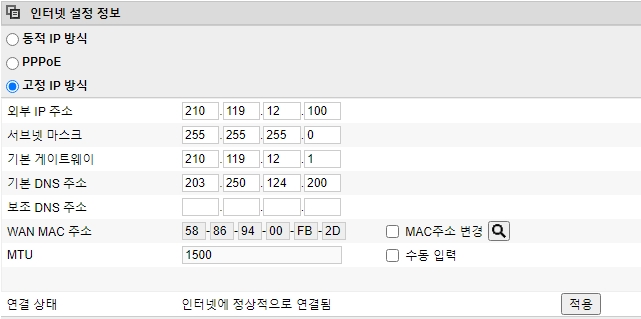 인터넷 설정 정보
동적 IP 방식
PPPoE
고정 IP 방식
외부 IP 주소 210 . 119 . 12 . 100
서브넷 마스크 255 . 255 . 255 . 0
기본 게이트웨이 210 . 119 . 12 . 1
기본 DNS 주소 203 . 250 . 124 . 200
보조 DNS 주소 . . .
WAN MAC 주소 58 - 86 - 94 - 00 - FB - 2D MAC주소 변경
MTU 1500 수동 입력
연결 상태 인터넷에 정상적으로 연결됨 적용